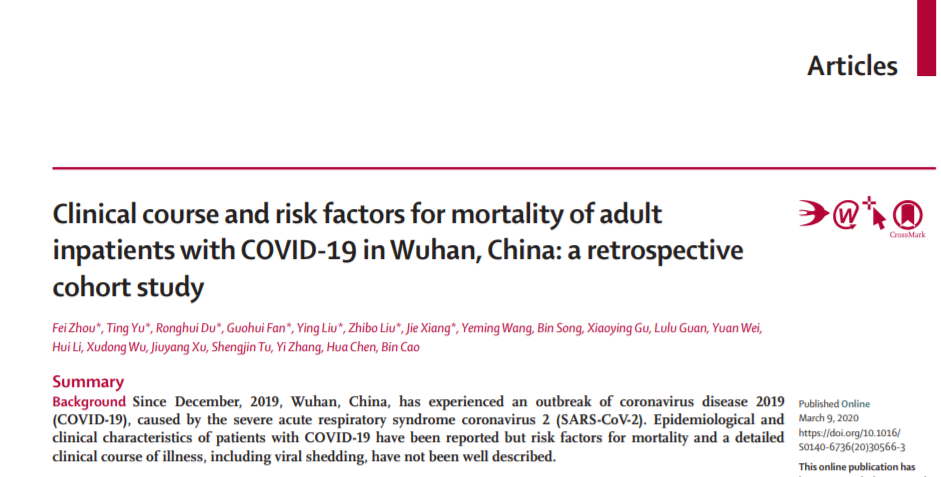 Articles
Clinical course and risk factors for mortality of adult
inpatients with COVID-19 in Wuhan, China: a retrospective
cohort study
CrossMark
Fei Zhou*, Ting Yu*, Ronghui Du*, Guohui Fan*, Ying Liu*, Zhibo Liu*, Jie Xiang*, Yeming Wang, Bin Song, Xiaoying Gu, Lulu Guan, Yuan Wei,
Hui Li, Xudong Wu, Jiuyang Xu, Shengjin Tu, Yi Zhang, Hua Chen, Bin Cao
Summary
Background Since December, 2019, Wuhan, China, has experienced an outbreak of coronavirus disease 2019
(COVID-19), caused by the severe acute respiratory syndrome coronavirus 2 (SARS-CoV-2). Epidemiological and
clinical characteristics of patients with COVID-19 have been reported but risk factors for mortality and a detailed
clinical course of illness, including viral shedding, have not been well described.
Published Online
March 9, 2020
https://doi.org/10.1016/
S0140-6736(20)30566-3
This online publication has